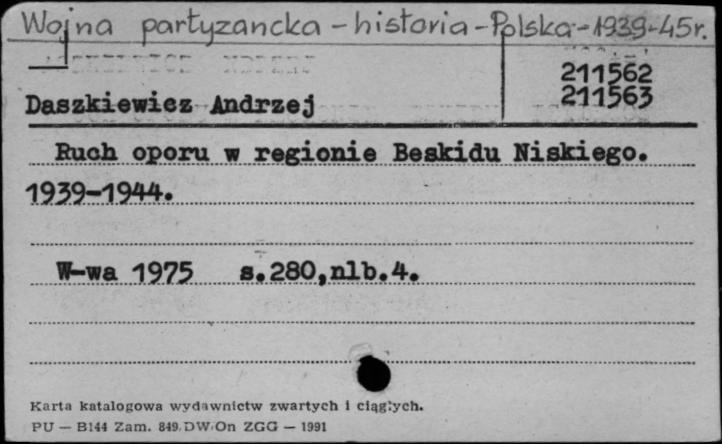 Wojna partyzancka - historia - Polska - 1939-45r.
211562
Daszkiewicz Andrzej 211563
Ruch oporu w regionie Beskidu Niskiego.
1939-1944.
W-wa 1975 s.280,nlb.4.
Karta katalogowa wydawnictw zwartych i ciągłych.
PU — B144 Zam. 849.DW.On ZGG — 1991